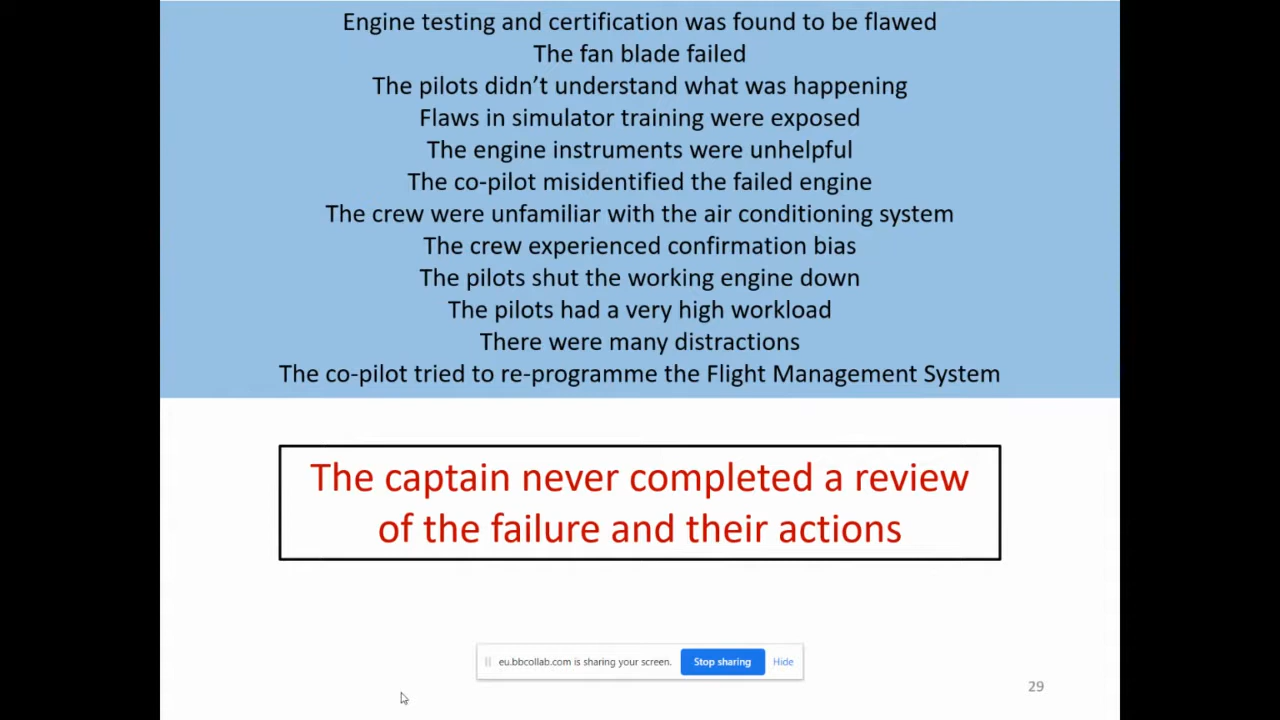 Engine testing and certification was found to be flawed
The fan blade failed
The pilots didn’t understand what was happening
Flaws in simulator training were exposed
The engine instruments were unhelpful
The co-pilot misidentified the failed engine
The crew were unfamiliar with the air conditioning system
The crew experienced confirmation bias
The pilots shut the working engine down
The pilots had a very high workload
There were many distractions
The co-pilot tried to re-programme the Flight Management System
The captain never completed a review
of the failure and their actions
eu.bbcollab.com is sharing your screen. Stop sharing Hide
29